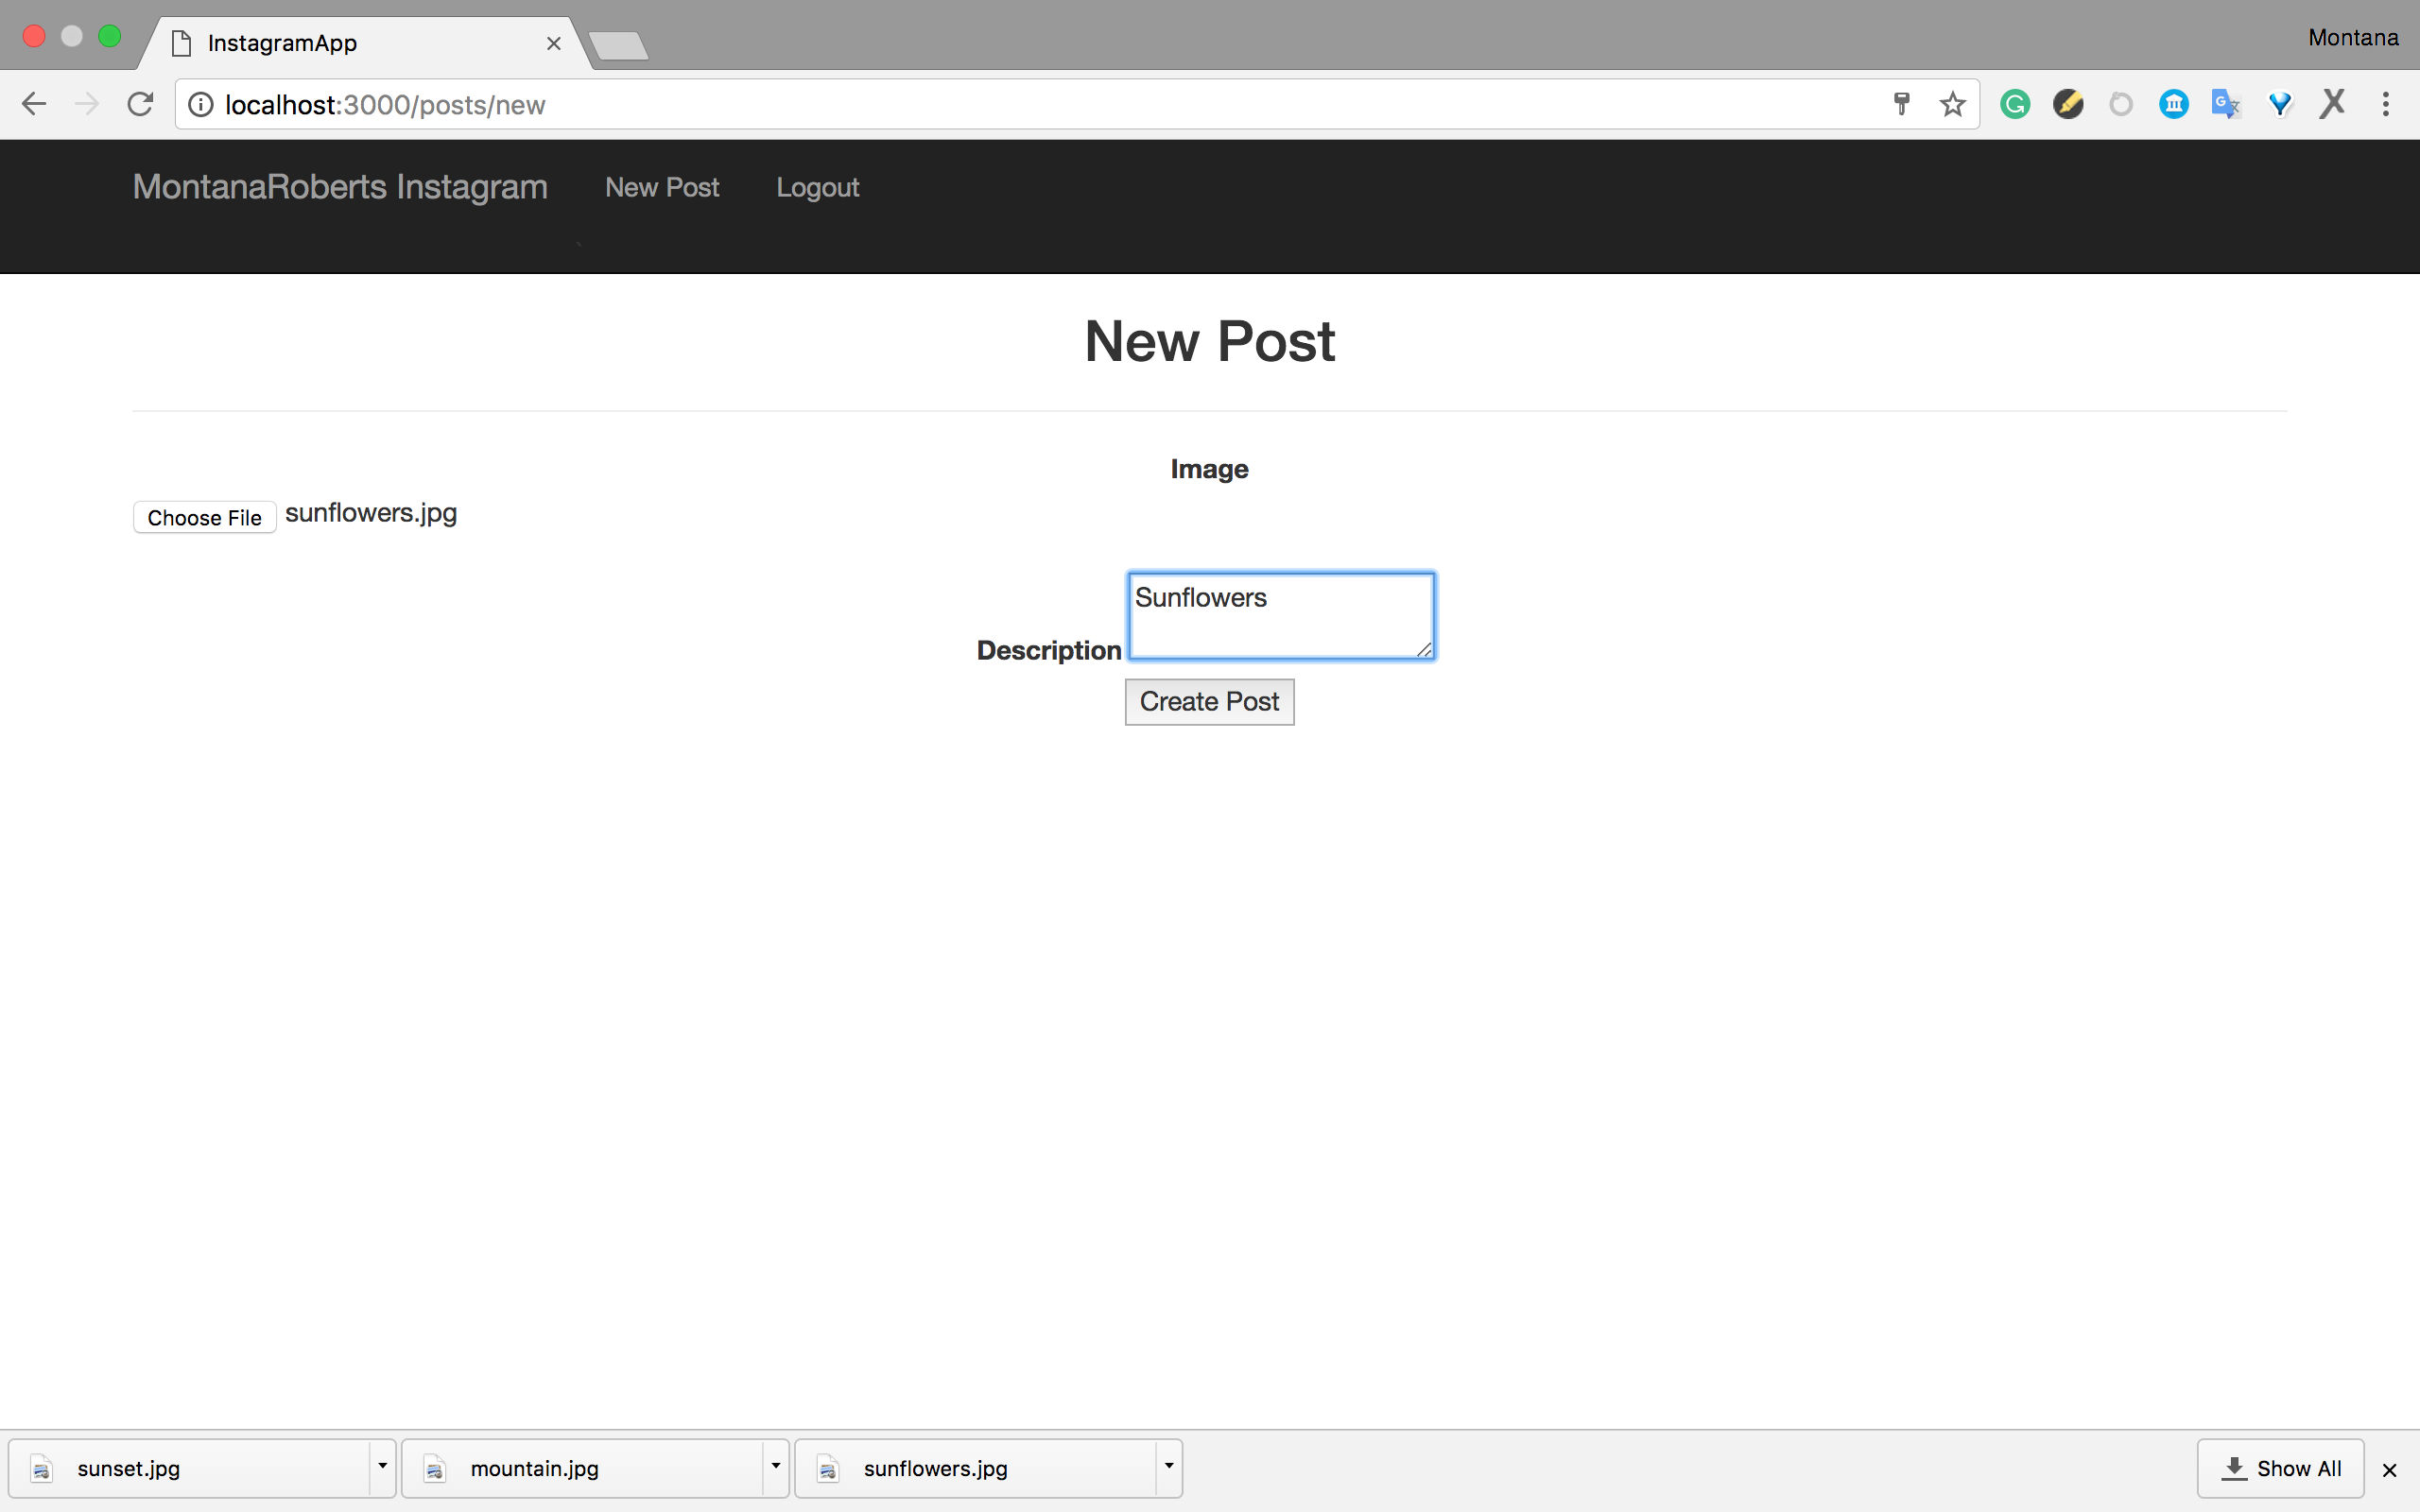 InstagramApp
Montana
localhost:3000/posts/new
MontanaRoberts Instagram New Post Logout
New Post
Image
Choose File sunflowers.jpg
Sunflowers
Description
Create Post
sunset.jpg mountain.jpg sunflowers.jpg Show All